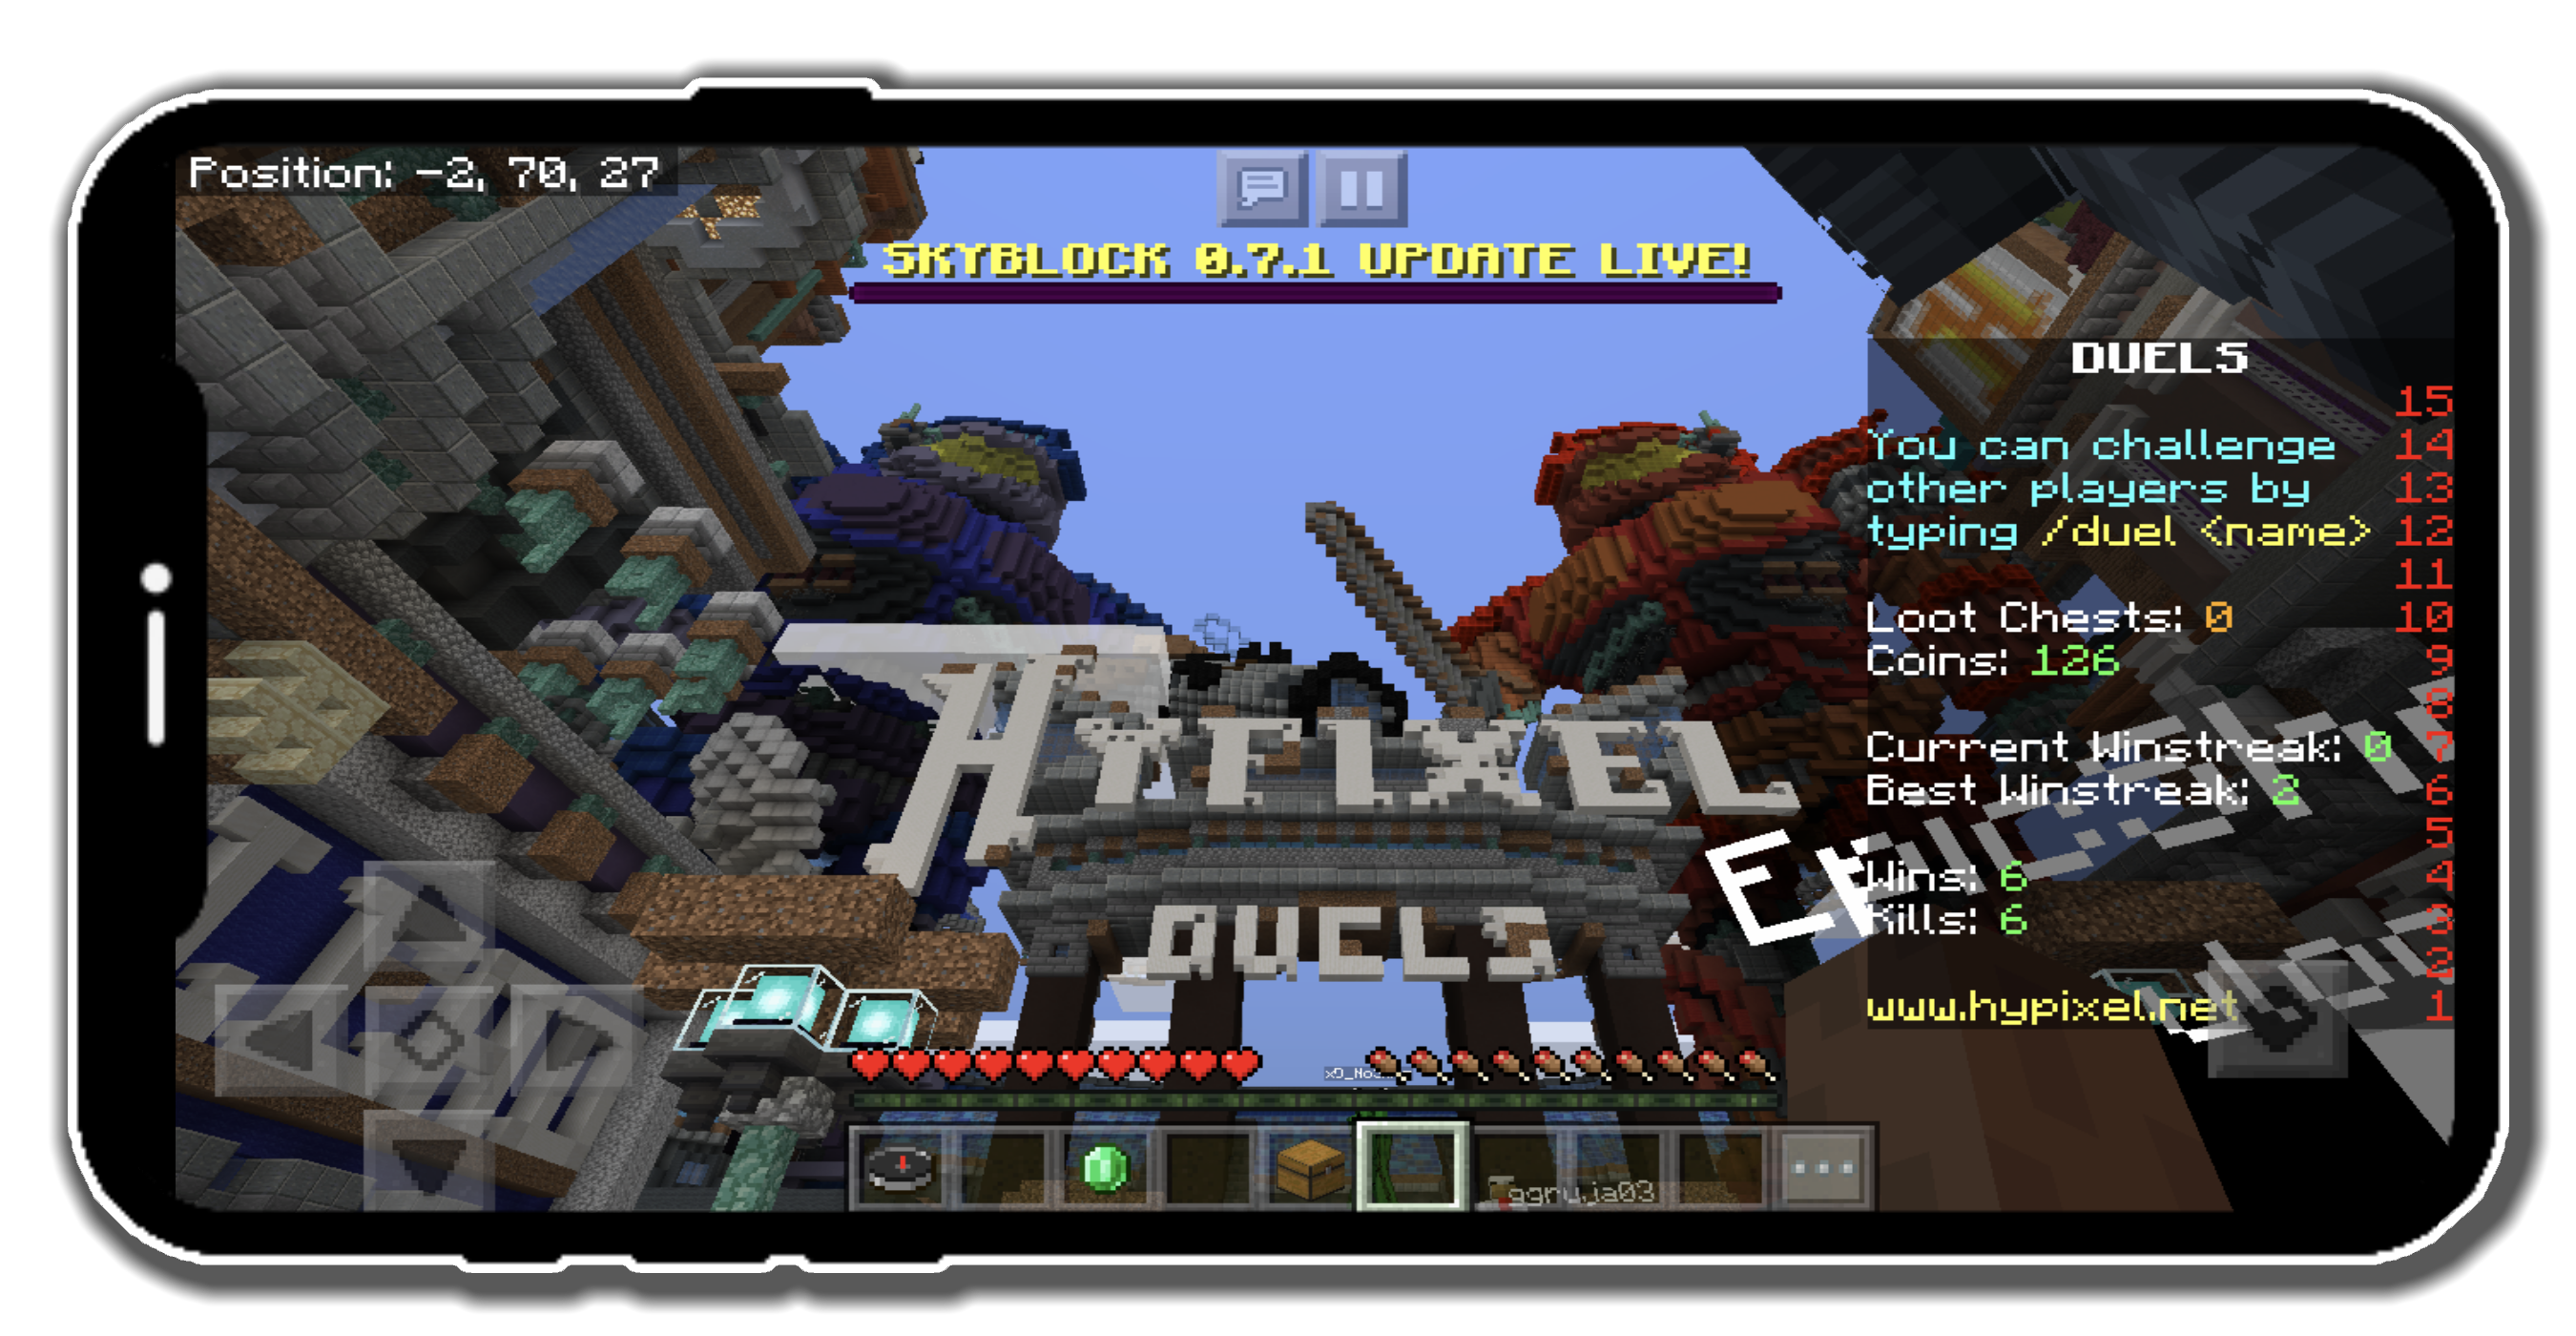 Position: -2, 70, 27
SKYBLOCK 0.7.1 UPDATE LIVE!
DUELS
15
You can challenge 14
other players by 13
typing /duel <name> 12
11
Loot Chests: 0 10
Coins: 126 9
8
Current Winstreak: 0 7
Best Winstreak: 2 6
5
Wins: 6 4
Kills: 6 3
2
www.hypixel.net 1
HYPIXEL
DUELS